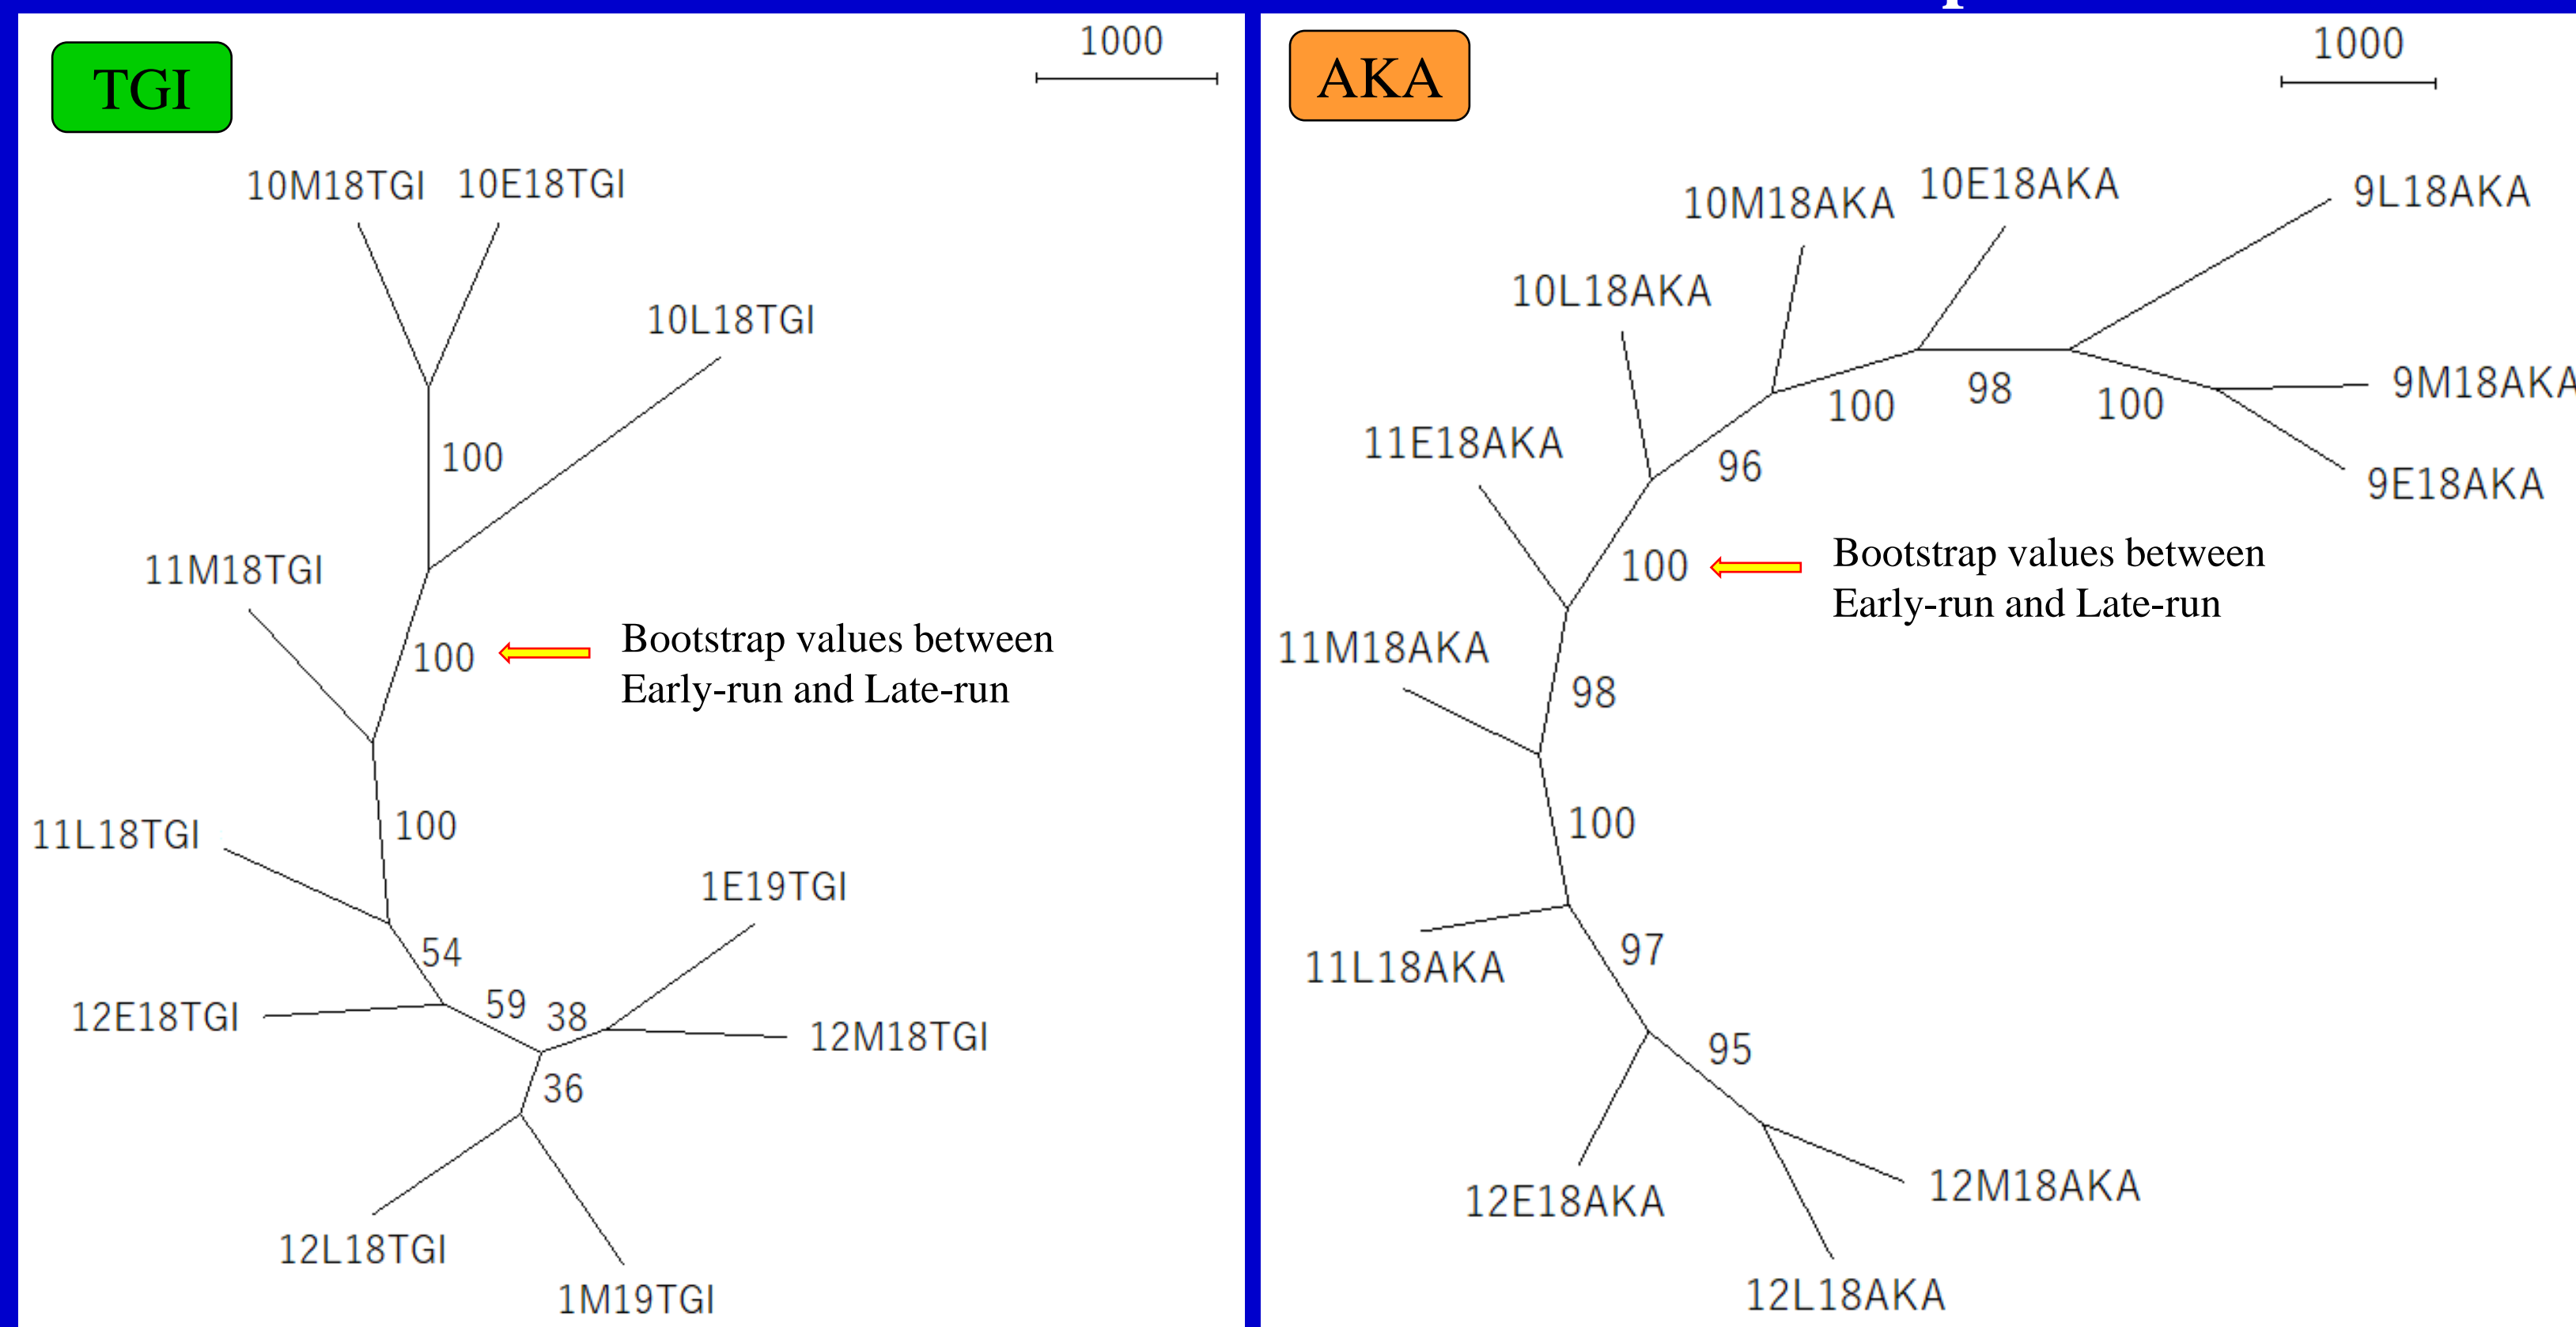 TGI
1000
10M18TGI 10E18TGI
10L18TGI
100
11M18TGI
100
Bootstrap values between
Early-run and Late-run
100
11L18TGI
1E19TGI
54
59 38
12E18TGI
12M18TGI
36
12L18TGI
1M19TGI
AKA
1000
10M18AKA 10E18AKA
9L18AKA
10L18AKA
9M18AKA
100 98 100
11E18AKA
96
9E18AKA
100
Bootstrap values between
Early-run and Late-run
11M18AKA
98
100
11L18AKA
97
95
12E18AKA
12M18AKA
12L18AKA